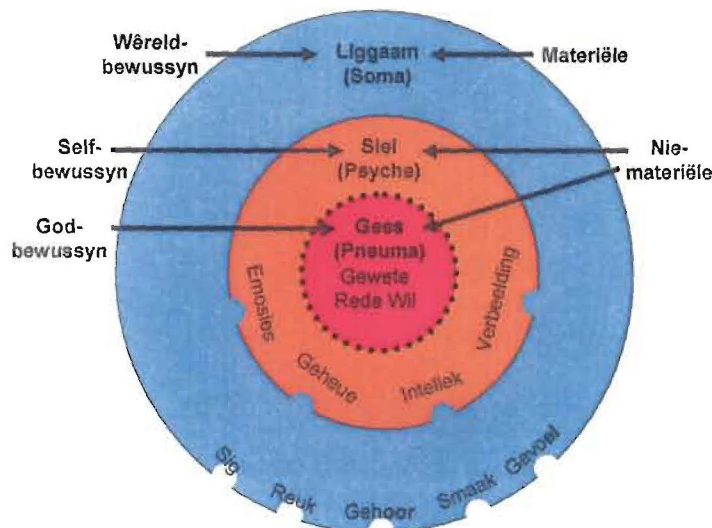 Wêreld-
bewussyn
Liggaam
(Soma)
Materiële
Self-
bewussyn
Siel
(Psyche)
Nie-
materiële
God-
bewussyn
Gees
(Pneuma)
Gewete
Rede Wil
Emosies
Geheue
Intellek
Verbeelding
Sig
Reuk
Gehoor
Smaak
Gevoel